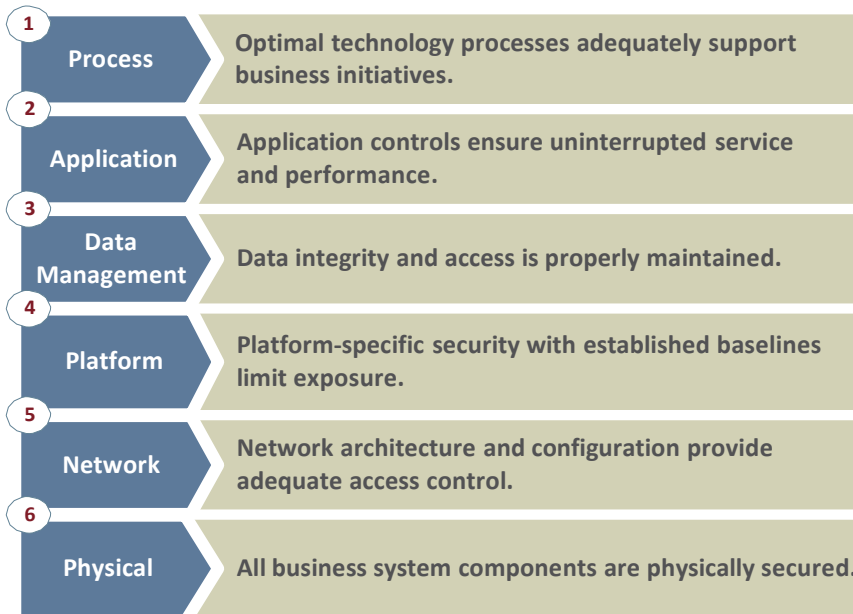 1
Process
Optimal technology processes adequately support
business initiatives.
2
Application
Application controls ensure uninterrupted service
and performance.
3
Data
Management
Data integrity and access is properly maintained.
4
Platform
Platform-specific security with established baselines
limit exposure.
5
Network
Network architecture and configuration provide
adequate access control.
6
Physical
All business system components are physically secured.